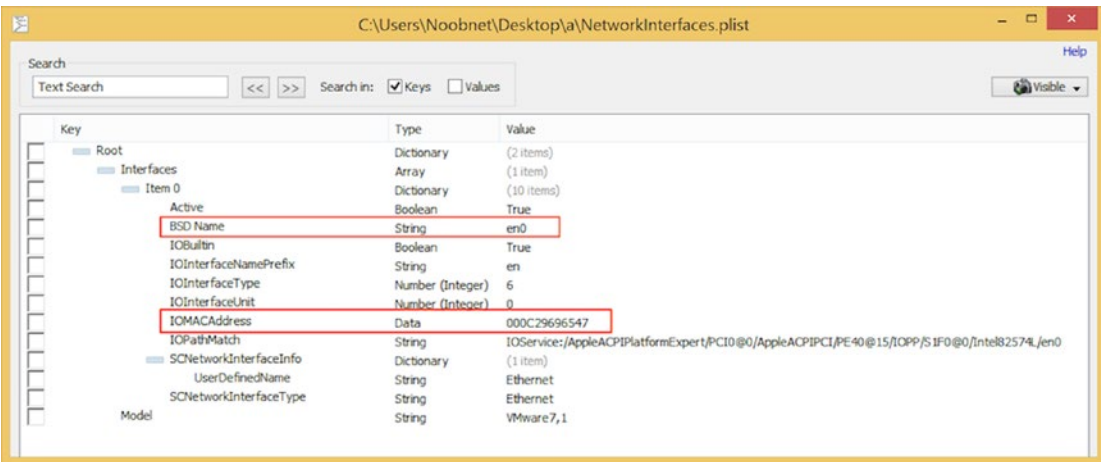 C:\Users\Noobnet\Desktop\a\NetworkInterfaces.plist
Help
Search
Text Search << >> Search in: Keys Values Visible
Key Type Value
Root Dictionary (2 items)
Interfaces Array (1 item)
Item 0 Dictionary (10 items)
Active Boolean True
BSD Name String en0
IOBuiltin Boolean True
IOInterfaceNamePrefix String en
IOInterfaceType Number (Integer) 6
IOInterfaceUnit Number (Integer) 0
IOMACAddress Data 000C29696547
IOPathMatch String IOService:/AppleACPIPlatformExpert/PCI0@0/AppleACPIPCI/PE40@15/IOPP/S1F0@0/Intel82574L/en0
SCNetworkInterfaceInfo Dictionary (1 item)
UserDefinedName String Ethernet
SCNetworkInterfaceType String Ethernet
Model String VMware7,1